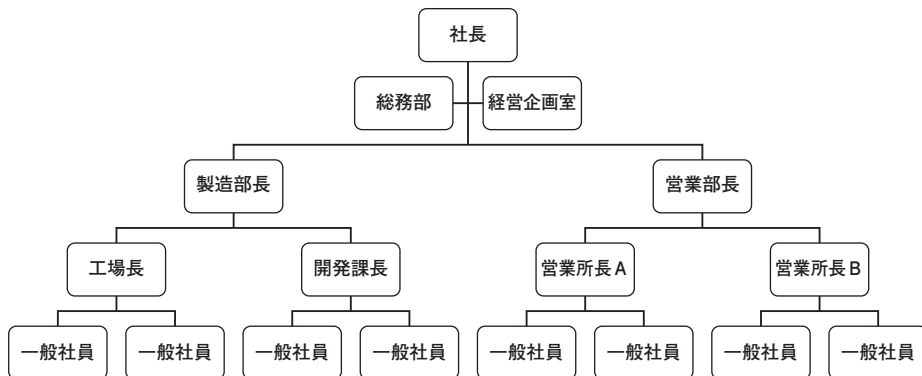 社長
総務部
経営企画室
製造部長
営業部長
工場長
開発課長
営業所長A
営業所長B
一般社員
一般社員
一般社員
一般社員
一般社員
一般社員
一般社員
一般社員